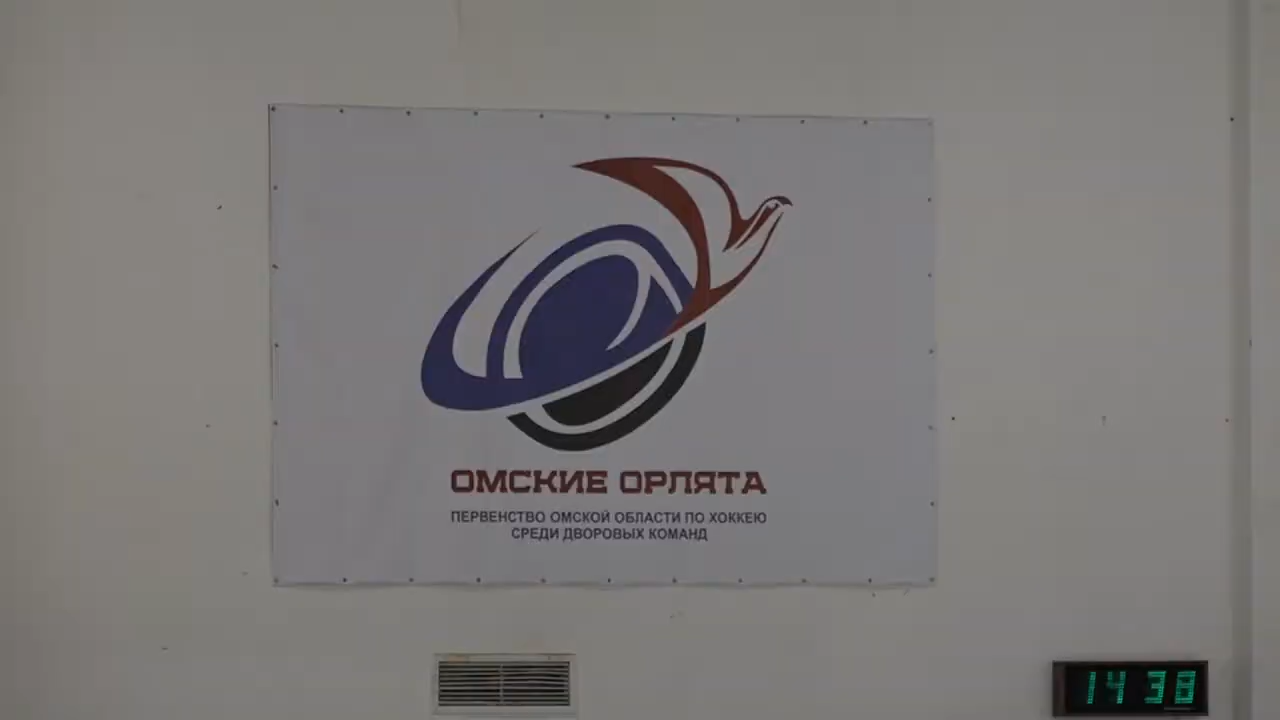 ОМСКИЕ ОРЛЯТА
ПЕРВЕНСТВО ОМСКОЙ ОБЛАСТИ ПО ХОККЕЮ
СРЕДИ ДВОРОВЫХ КОМАНД
14 38